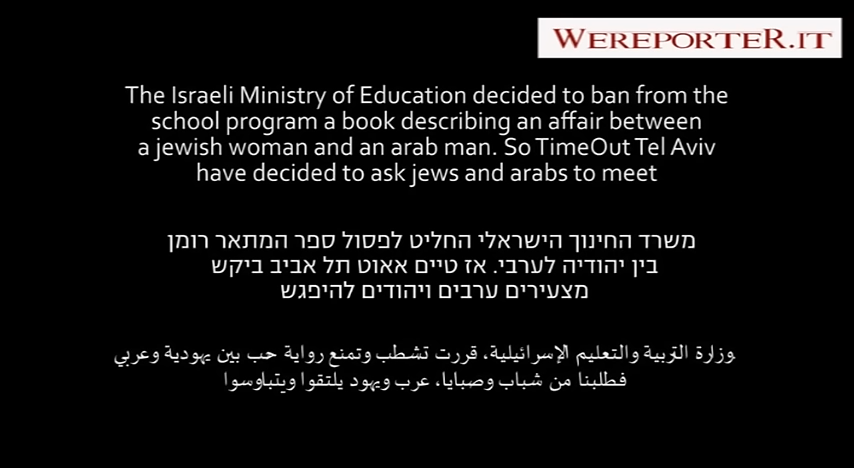 WEREPORTER.IT
The Israeli Ministry of Education decided to ban from the
school program a book describing an affair between
a jewish woman and an arab man. So TimeOut Tel Aviv
have decided to ask jews and arabs to meet
משרד החינוך הישראלי החליט לפסול ספר המתאר רומן
בין יהודיה לערבי. אז טיים אאוט תל אביב ביקש
מצעירים ערבים ויהודים להיפגש
وزارة التربية والتعليم الإسرائيلية، قررت تشطب وتمنع رواية حب بين يهودية وعربي
فطلبنا من شباب وصبايا، عرب ويهود يلتقوا ويتباوسوا